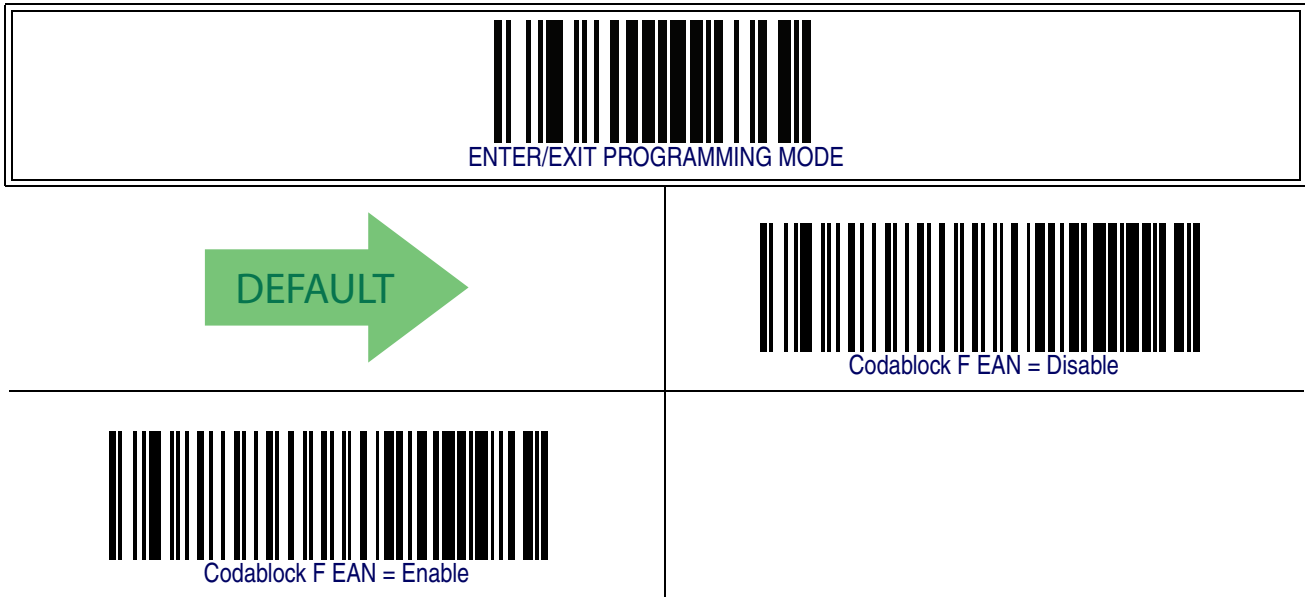 ENTER/EXIT PROGRAMMING MODE
DEFAULT
Codablock F EAN = Disable
Codablock F EAN = Enable